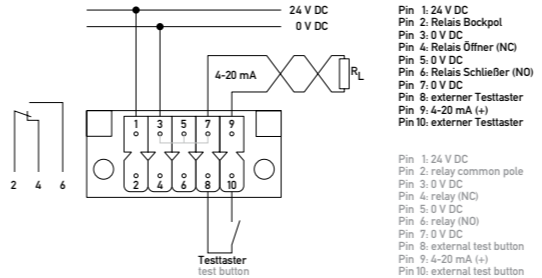 24 V DC
0 V DC
4-20 mA
RL
1 3 5 7 9
2 4 6
2 4 6 8 10
Testtaster
test button
Pin 1: 24 V DC
Pin 2: Relais Bockpol
Pin 3: 0 V DC
Pin 4: Relais Öffner (NC)
Pin 5: 0 V DC
Pin 6: Relais Schließer (NO)
Pin 7: 0 V DC
Pin 8: externer Testtaster
Pin 9: 4-20 mA (+)
Pin 10: externer Testtaster
Pin 1: 24 V DC
Pin 2: relay common pole
Pin 3: 0 V DC
Pin 4: relay (NC)
Pin 5: 0 V DC
Pin 6: relay (NO)
Pin 7: 0 V DC
Pin 8: external test button
Pin 9: 4-20 mA (+)
Pin 10: external test button